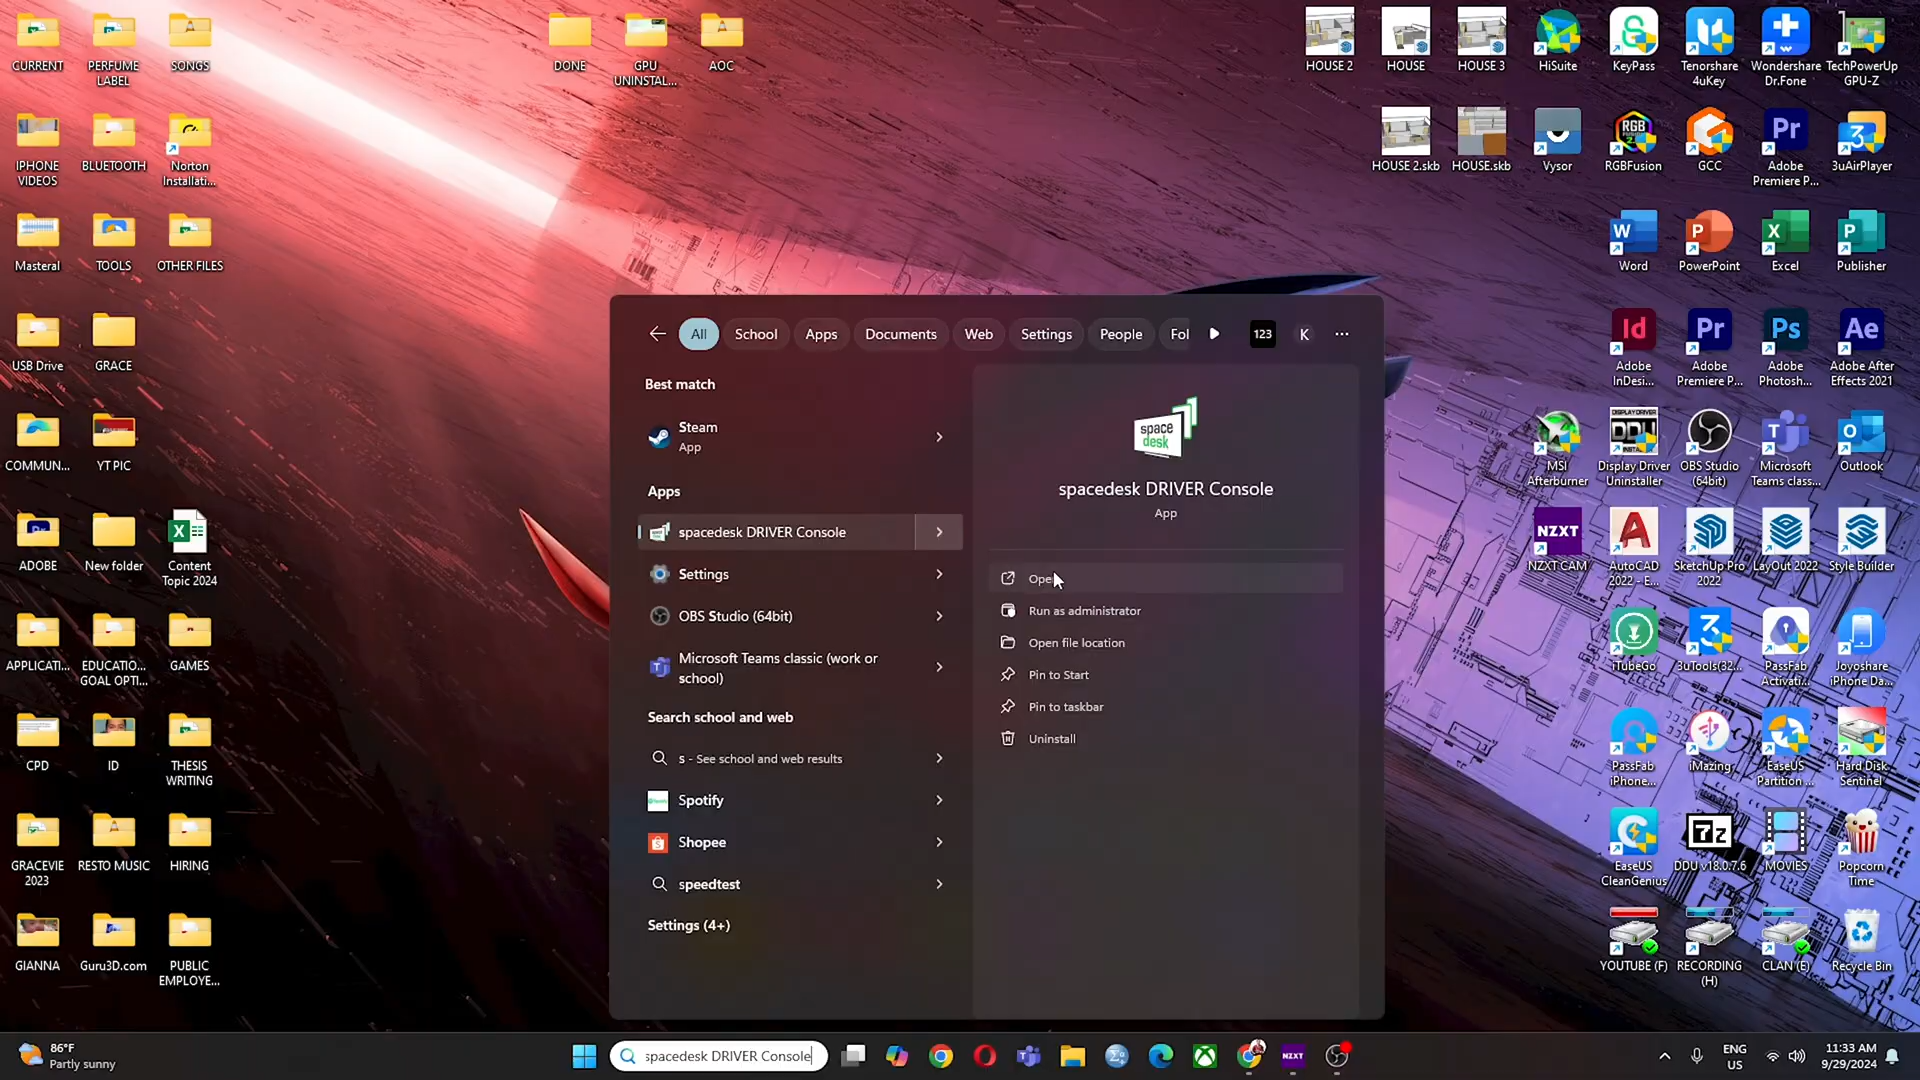 CURRENT
PERFUME
LABEL
SONGS
DONE
GPU
UNINSTAL...
AOC
HOUSE 2
HOUSE
HOUSE 3
HiSuite
KeyPass
Tenorshare
4uKey
Wondershare
Dr.Fone
TechPowerUp
GPU-Z
IPHONE
VIDEOS
BLUETOOTH
Norton
Installati...
HOUSE 2.skb
HOUSE.skb
Vysor
RGBFusion
GCC
Adobe
Premiere P...
3uAirPlayer
Masteral
TOOLS
OTHER FILES
Word
PowerPoint
Excel
Publisher
USB Drive
GRACE
Adobe
InDesi...
Adobe
Premiere P...
Adobe
Photosh...
Adobe After
Effects 2021
COMMUN...
YT PIC
MSI
Afterburner
Display Driver
Uninstaller
OBS Studio
(64bit)
Microsoft
Teams class...
Outlook
ADOBE
New folder
Content
Topic 2024
NZXT CAM
AutoCAD
2022 - E...
SketchUp Pro
2022
LayOut 2022
Style Builder
APPLICATI...
EDUCATIO...
GOAL OPTI...
GAMES
iTubeGo
3uTools(32...
PassFab
Activati...
Joyoshare
iPhone Da...
CPD
ID
THESIS
WRITING
PassFab
iPhone...
iMazing
EaseUS
Partition ...
Hard Disk
Sentinel
GRACEVIE
2023
RESTO MUSIC
HIRING
EaseUS
CleanGenius
DDU v18.0.7.6
MOVIES
Popcorn
Time
GIANNA
Guru3D.com
PUBLIC
EMPLOYE...
YOUTUBE (F)
RECORDING
(H)
CLAN (E)
Recycle Bin
All
School
Apps
Documents
Web
Settings
People
Fol
123
K
Best match
Steam
App
Apps
spacedesk DRIVER Console
Settings
OBS Studio (64bit)
Microsoft Teams classic (work or
school)
Search school and web
s - See school and web results
Spotify
Shopee
speedtest
Settings (4+)
space
desk
spacedesk DRIVER Console
App
Open
Run as administrator
Open file location
Pin to Start
Pin to taskbar
Uninstall
86°F
Partly sunny
spacedesk DRIVER Console
NZXT
ENG
US
11:33 AM
9/29/2024